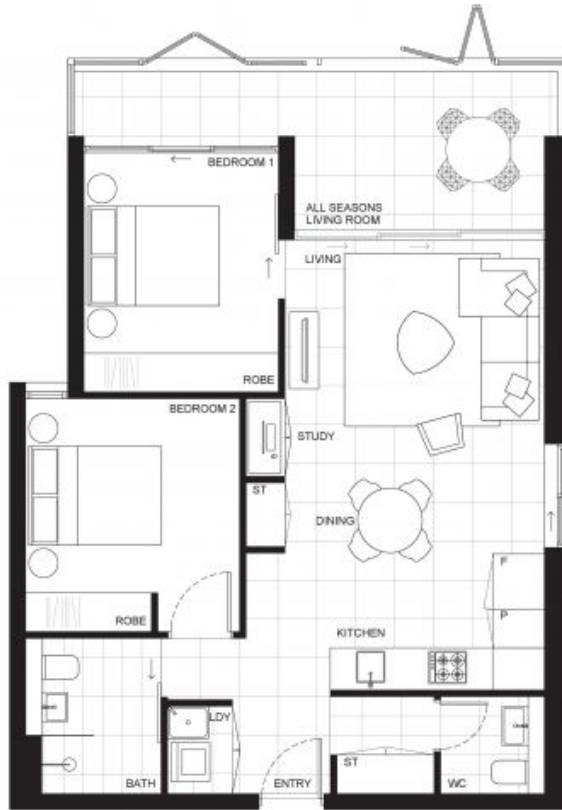 BEDROOM 1
ALL SEASONS
LIVING ROOM
LIVING
ROBE
BEDROOM 2
STUDY
ST
DINING
F
P
ROBE
KITCHEN
LDY
BATH
ENTRY
ST
WC